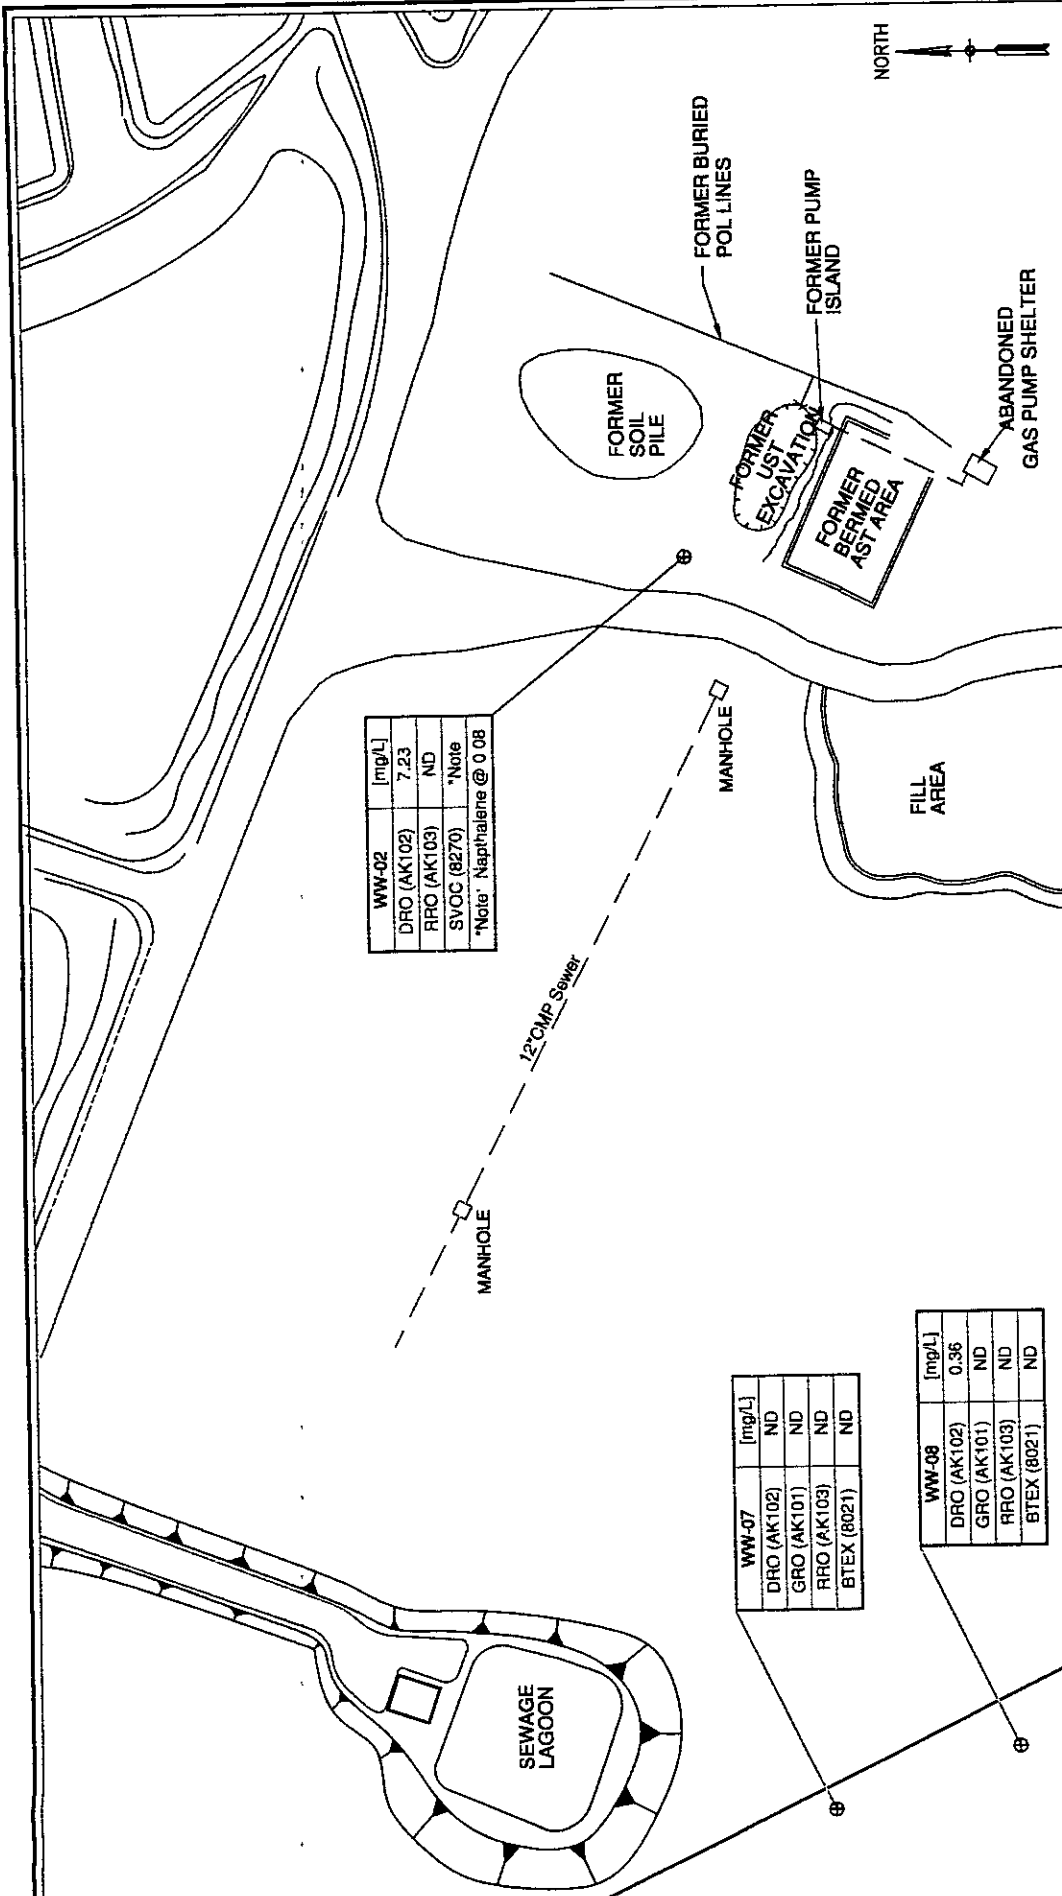 NORTH
FORMER BURIED
POL LINES
FORMER PUMP
ISLAND
ABANDONED
GAS PUMP SHELTER
FORMER
SOIL
PILE
FORMER
UST
EXCAVATION
FORMER
BERMED
AST AREA
WW-02 [mg/L]
DRO (AK102) 7.23
RRO (AK103) ND
SVOC (8270) *Note
*Note' Napthalene @ 0 08
MANHOLE
FILL
AREA
12"CMP Sewer
MANHOLE
WW-07 [mg/L]
DRO (AK102) ND
GRO (AK101) ND
RRO (AK103) ND
BTEX (8021) ND
WW-08 [mg/L]
DRO (AK102) 0.36
GRO (AK101) ND
RRO (AK103) ND
BTEX (8021) ND
SEWAGE
LAGOON